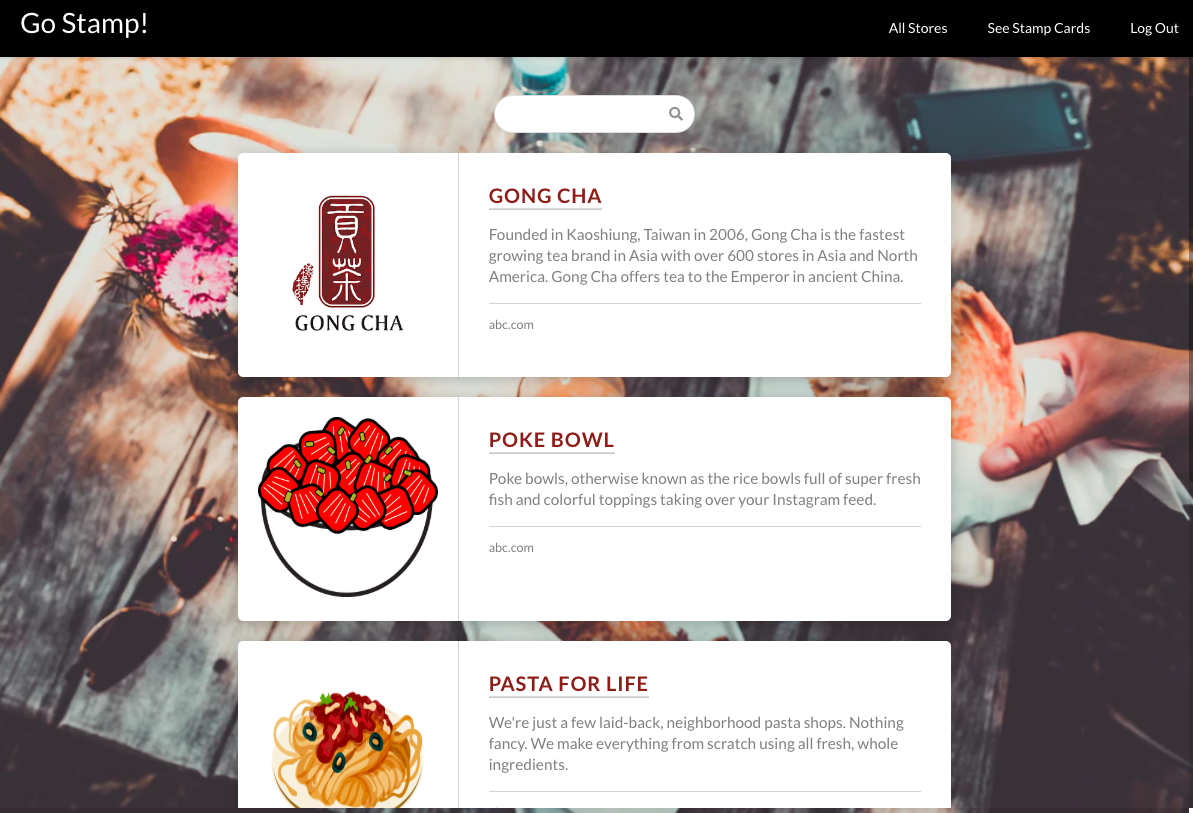 Go Stamp!
All Stores
See Stamp Cards
Log Out
貢
茶
GONG CHA
GONG CHA
Founded in Kaoshiung, Taiwan in 2006, Gong Cha is the fastest
growing tea brand in Asia with over 600 stores in Asia and North
America. Gong Cha offers tea to the Emperor in ancient China.
abc.com
POKE BOWL
Poke bowls, otherwise known as the rice bowls full of super fresh
fish and colorful toppings taking over your Instagram feed.
abc.com
PASTA FOR LIFE
We're just a few laid-back, neighborhood pasta shops. Nothing
fancy. We make everything from scratch using all fresh, whole
ingredients.